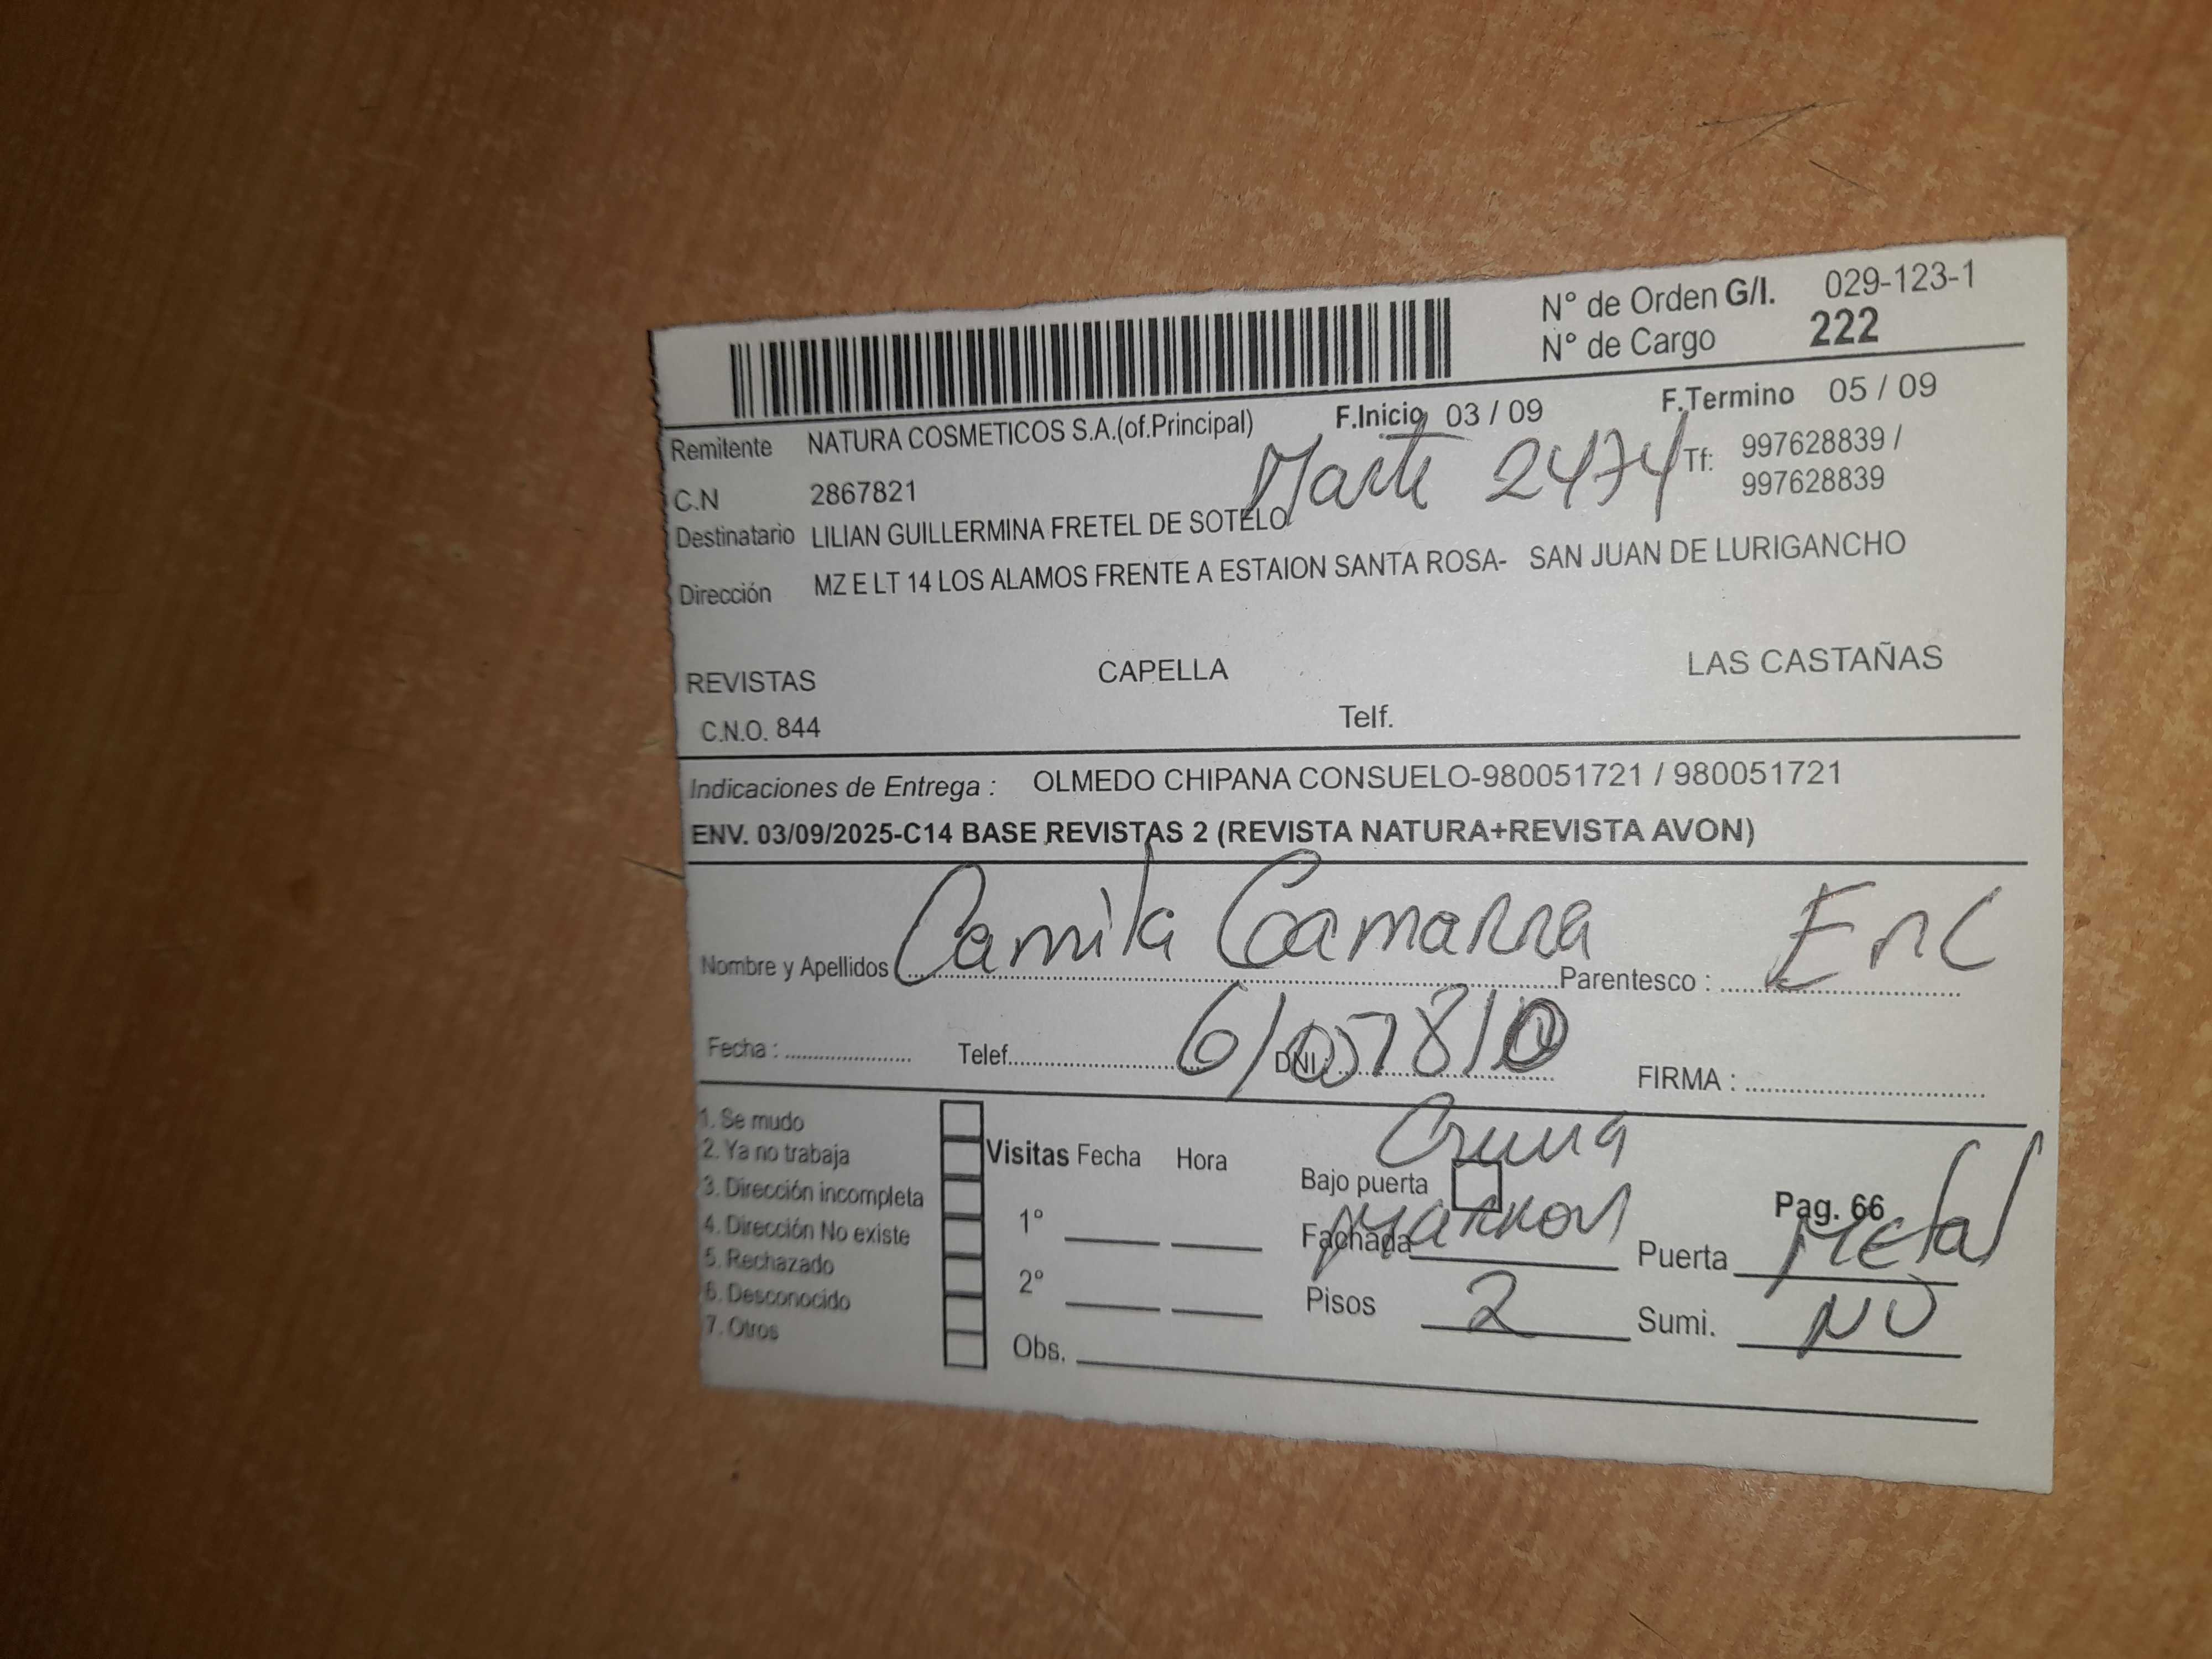 N° de Orden G/I. 029-123-1
N° de Cargo 222
F.Inicio 03 / 09 F.Termino 05 / 09
Remitente NATURA COSMETICOS S.A.(of.Principal)
2474 Tf: 997628839 /
997628839
C.N 2867821
Destinatario LILIAN GUILLERMINA FRETEL DE SOTELO
Dirección MZ E LT 14 LOS ALAMOS FRENTE A ESTAION SANTA ROSA- SAN JUAN DE LURIGANCHO
REVISTAS CAPELLA LAS CASTAÑAS
C.N.O. 844 Telf.
Indicaciones de Entrega : OLMEDO CHIPANA CONSUELO-980051721 / 980051721
ENV. 03/09/2025-C14 BASE REVISTAS 2 (REVISTA NATURA+REVISTA AVON)
Nombre y Apellidos Camila Gamarra Parentesco : Enc
Fecha : Telef. DNI : FIRMA :
1. Se mudo
2. Ya no trabaja
3. Dirección incompleta
4. Dirección No existe
5. Rechazado
6. Desconocido
7. Otros
Visitas Fecha Hora
1°
2°
Obs.
Crema
Bajo puerta Pag. 66
Fachada Marron Puerta Metal
Pisos 2 Sumi. NO